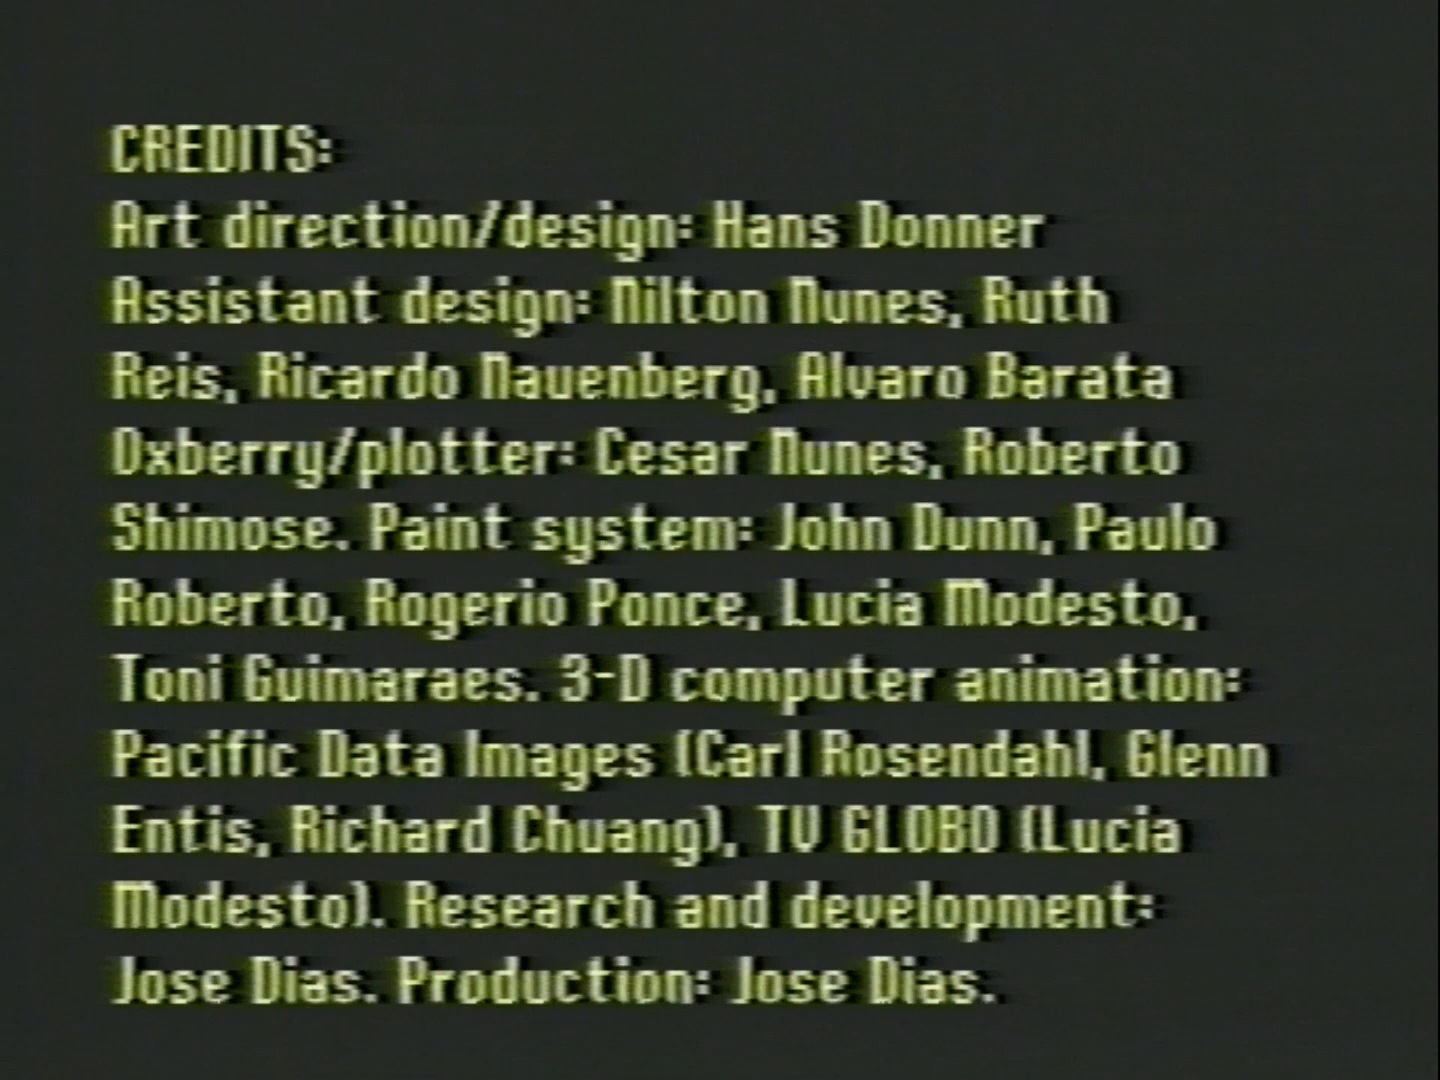 CREDITS:
Art direction/design: Hans Donner
Assistant design: Nilton Nunes, Ruth
Reis, Ricardo Nauenberg, Alvaro Barata
Oxberry/plotter: Cesar Nunes, Roberto
Shimose. Paint system: John Dunn, Paulo
Roberto, Rogerio Ponce, Lucia Modesto,
Toni Guimaraes. 3-D computer animation:
Pacific Data Images (Carl Rosendahl, Glenn
Entis, Richard Chuang), TV GLOBO (Lucia
Modesto). Research and development:
Jose Dias. Production: Jose Dias.